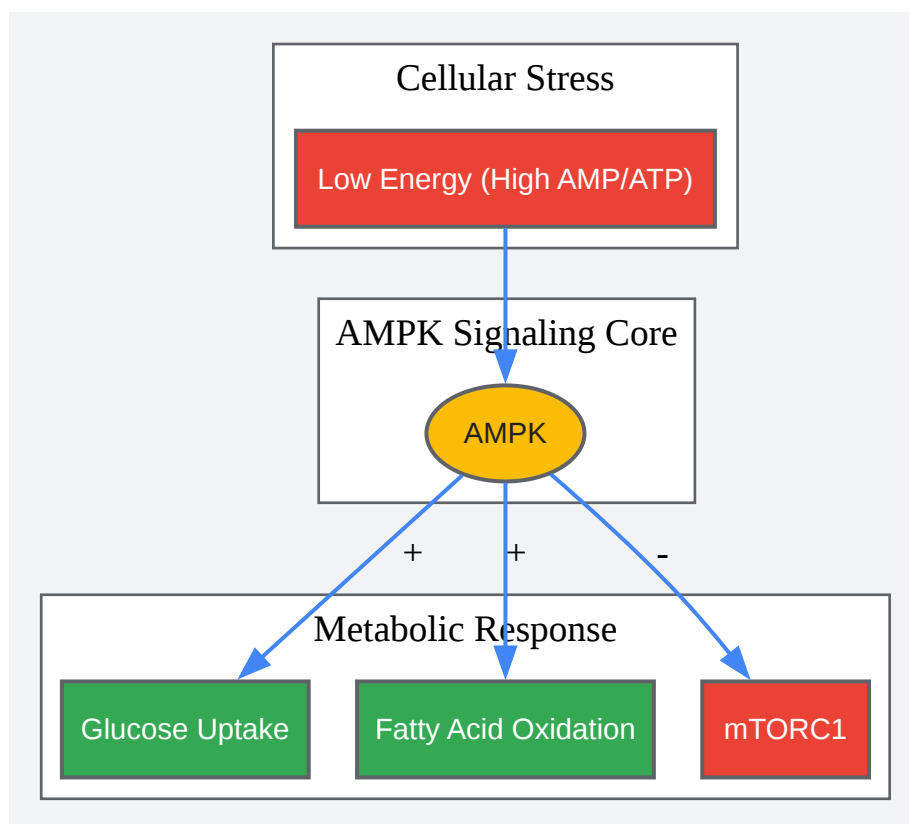 Cellular Stress
Low Energy (High AMP/ATP)
AMPK Signaling Core
AMPK
+ + -
Metabolic Response
Glucose Uptake Fatty Acid Oxidation mTORC1